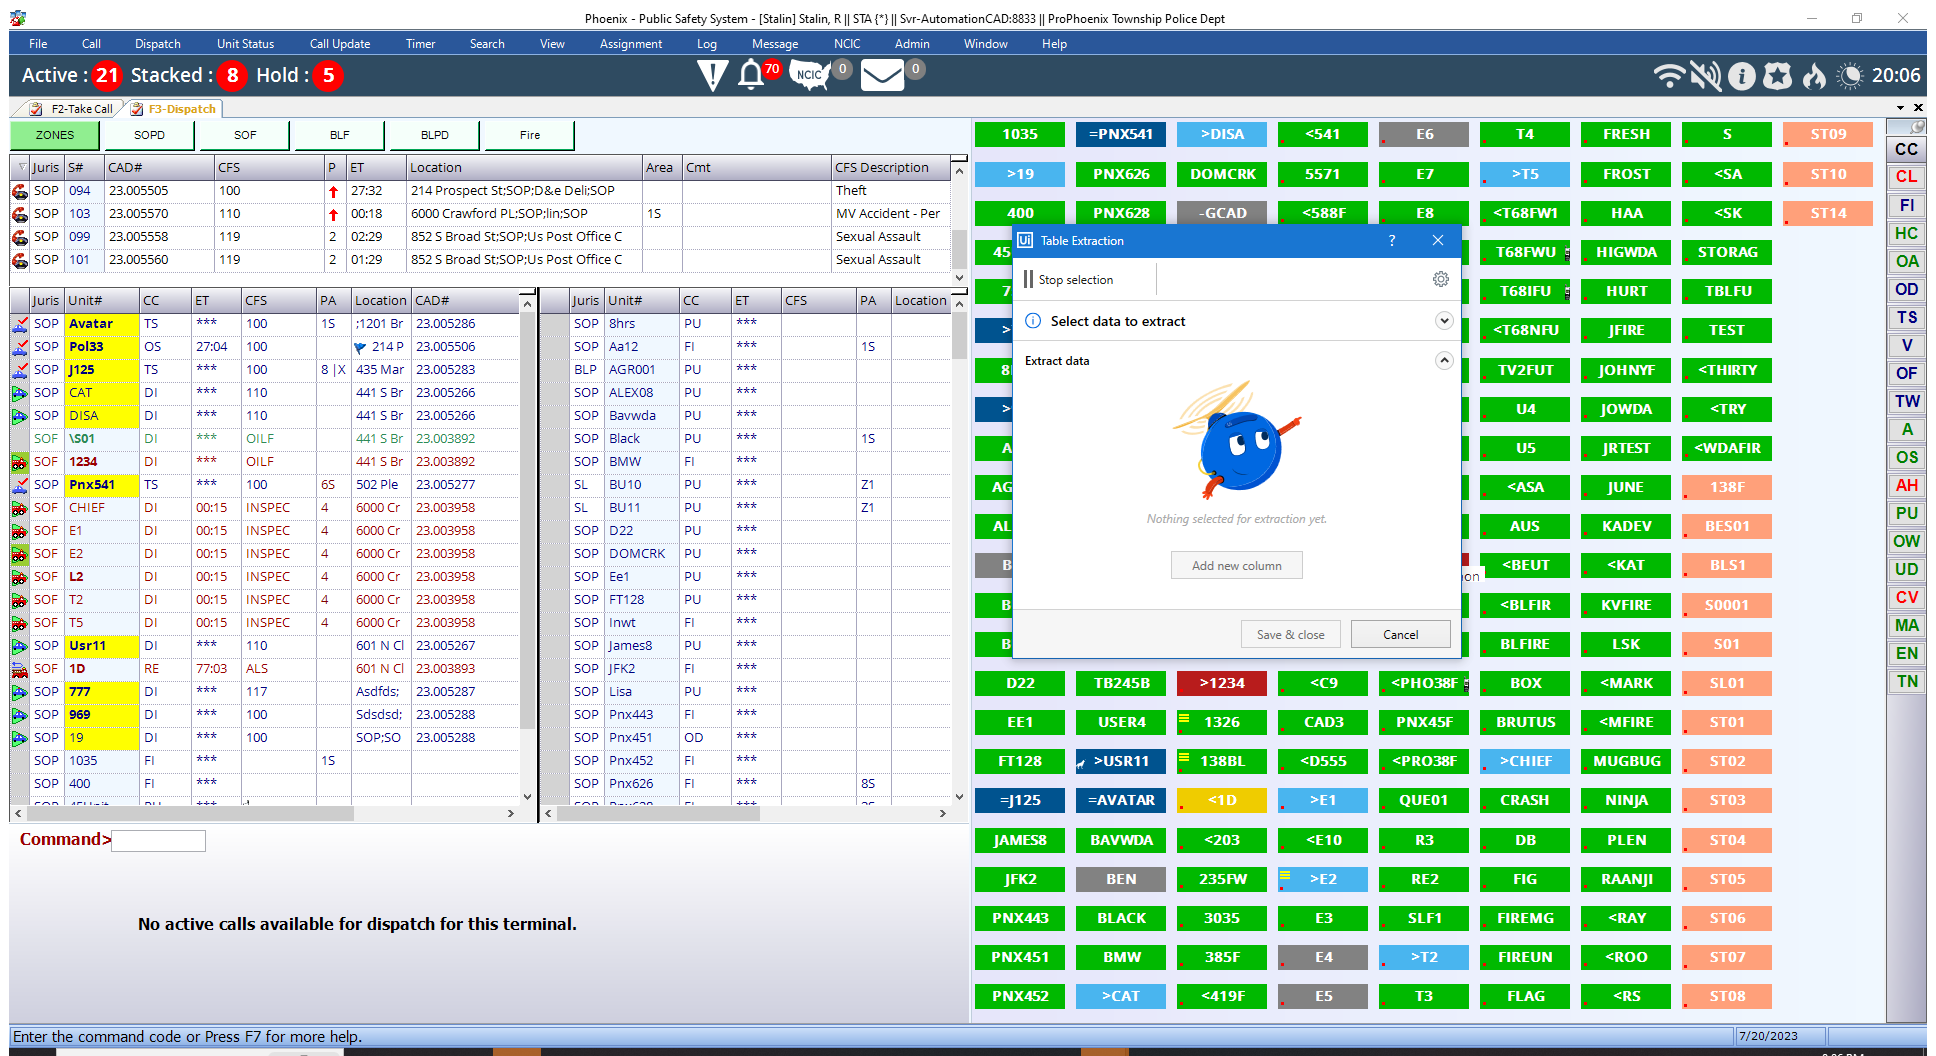 Phoenix - Public Safety System - [Stalin] Stalin, R || STA {*} || Svr-AutomationCAD:8833 || ProPhoenix Township Police Dept
File Call Dispatch Unit Status Call Update Timer Search View Assignment Log Message NCIC Admin Window Help
Active : 21 Stacked : 8 Hold : 5 70 NCIC 0 0 20:06
F2-Take Call F3-Dispatch
ZONES SOPD SOF BLF BLPD Fire
Juris S# CAD# CFS P ET Location Area Cmt CFS Description
SOP 094 23.005505 100 27:32 214 Prospect St;SOP;D&e Deli;SOP Theft
SOP 103 23.005570 110 00:18 6000 Crawford PL;SOP;lin;SOP 1S MV Accident - Per
SOP 099 23.005558 119 2 02:29 852 S Broad St;SOP;Us Post Office C Sexual Assault
SOP 101 23.005560 119 2 01:29 852 S Broad St;SOP;Us Post Office C Sexual Assault
Juris Unit# CC ET CFS PA Location CAD#
SOP Avatar TS *** 100 1S ;1201 Br 23.005286
SOP Pol33 OS 27:04 100 214 P 23.005506
SOP J125 TS *** 100 8 |X 435 Mar 23.005283
SOP CAT DI *** 110 441 S Br 23.005266
SOP DISA DI *** 110 441 S Br 23.005266
SOF \S01 DI *** OILF 441 S Br 23.003892
SOF 1234 DI *** OILF 441 S Br 23.003892
SOP Pnx541 TS *** 100 6S 502 Ple 23.005277
SOF CHIEF DI 00:15 INSPEC 4 6000 Cr 23.003958
SOF E1 DI 00:15 INSPEC 4 6000 Cr 23.003958
SOF E2 DI 00:15 INSPEC 4 6000 Cr 23.003958
SOF L2 DI 00:15 INSPEC 4 6000 Cr 23.003958
SOF T2 DI 00:15 INSPEC 4 6000 Cr 23.003958
SOF T5 DI 00:15 INSPEC 4 6000 Cr 23.003958
SOP Usr11 DI *** 110 601 N Cl 23.005267
SOF 1D RE 77:03 ALS 601 N Cl 23.003893
SOP 777 DI *** 117 Asdfds; 23.005287
SOP 969 DI *** 100 Sdsdsd; 23.005288
SOP 19 DI *** 100 SOP;SO 23.005288
SOP 1035 FI *** 1S
SOP 400 FI ***
Juris Unit# CC ET CFS PA Location
SOP 8hrs PU ***
SOP Aa12 FI *** 1S
BLP AGR001 PU ***
SOP ALEX08 PU ***
SOP Bavwda PU ***
SOP Black PU *** 1S
SOP BMW FI ***
SL BU10 PU *** Z1
SL BU11 PU *** Z1
SOP D22 PU ***
SOP DOMCRK PU ***
SOP Ee1 PU ***
SOP FT128 PU ***
SOP Inwt FI ***
SOP James8 PU ***
SOP JFK2 FI ***
SOP Lisa PU ***
SOP Pnx443 FI ***
SOP Pnx451 OD ***
SOP Pnx452 FI ***
SOP Pnx626 FI *** 8S
Command>
No active calls available for dispatch for this terminal.
1035 =PNX541 >DISA <541 E6 T4 FRESH S ST09
>19 PNX626 DOMCRK 5571 E7 >T5 FROST <SA ST10
400 PNX628 -GCAD <588F E8 <T68FW1 HAA <SK ST14
45 T68FWU HIGWDA STORAG
7 T68IFU HURT TBLFU
> <T68NFU JFIRE TEST
8 TV2FUT JOHNYF <THIRTY
> U4 JOWDA <TRY
A U5 JRTEST <WDAFIR
AG <ASA JUNE 138F
AL AUS KADEV BES01
B <BEUT <KAT BLS1
B <BLFIR KVFIRE S0001
B BLFIRE LSK S01
D22 TB245B >1234 <C9 <PHO38F BOX <MARK SL01
EE1 USER4 1326 CAD3 PNX45F BRUTUS <MFIRE ST01
FT128 >USR11 138BL <D555 <PRO38F >CHIEF MUGBUG ST02
=J125 =AVATAR <1D >E1 QUE01 CRASH NINJA ST03
JAMES8 BAVWDA <203 <E10 R3 DB PLEN ST04
JFK2 BEN 235FW >E2 RE2 FIG RAANJI ST05
PNX443 BLACK 3035 E3 SLF1 FIREMG <RAY ST06
PNX451 BMW 385F E4 >T2 FIREUN <ROO ST07
PNX452 >CAT <419F E5 T3 FLAG <RS ST08
Ui Table Extraction ?
Stop selection
Select data to extract
Extract data
Nothing selected for extraction yet.
Add new column
Save & close Cancel
CC
CL
FI
HC
OA
OD
TS
V
OF
TW
A
OS
AH
PU
OW
UD
CV
MA
EN
TN
Enter the command code or Press F7 for more help. 7/20/2023